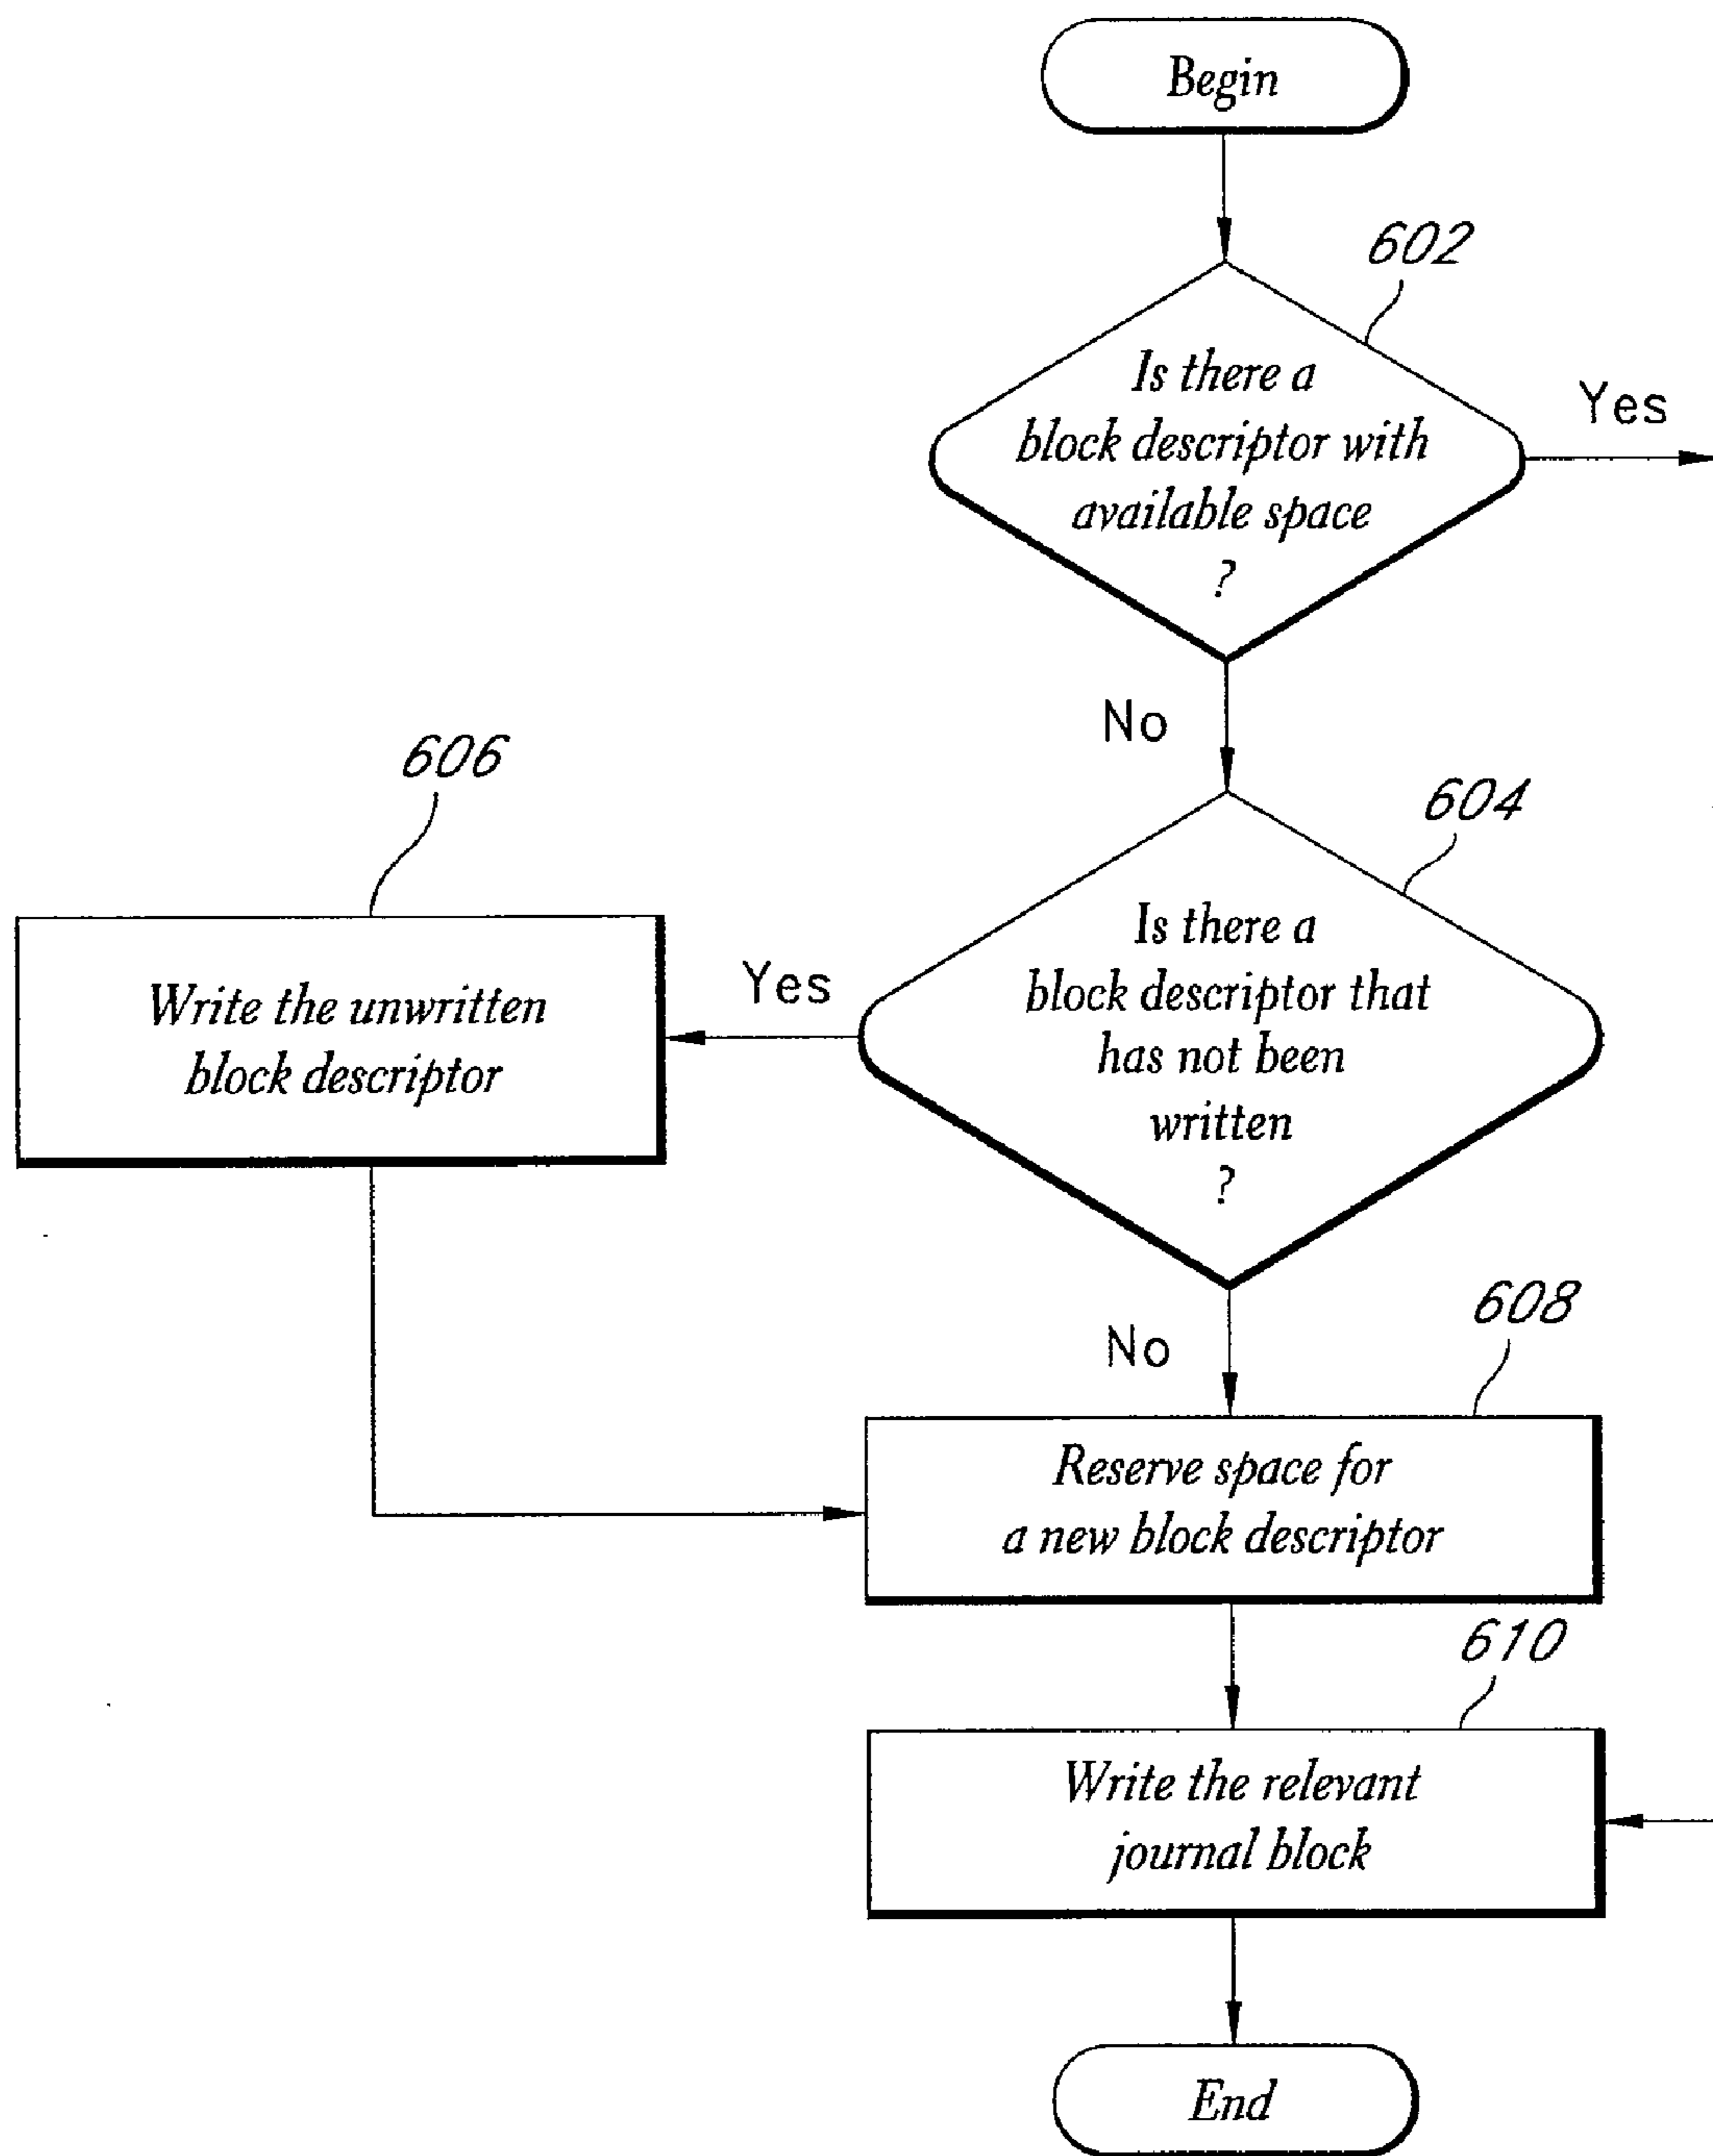 Begin
602
Is there a
block descriptor with
available space
?
Yes
No
606
604
Write the unwritten
block descriptor
Yes
Is there a
block descriptor that
has not been
written
?
608
No
Reserve space for
a new block descriptor
610
Write the relevant
journal block
End